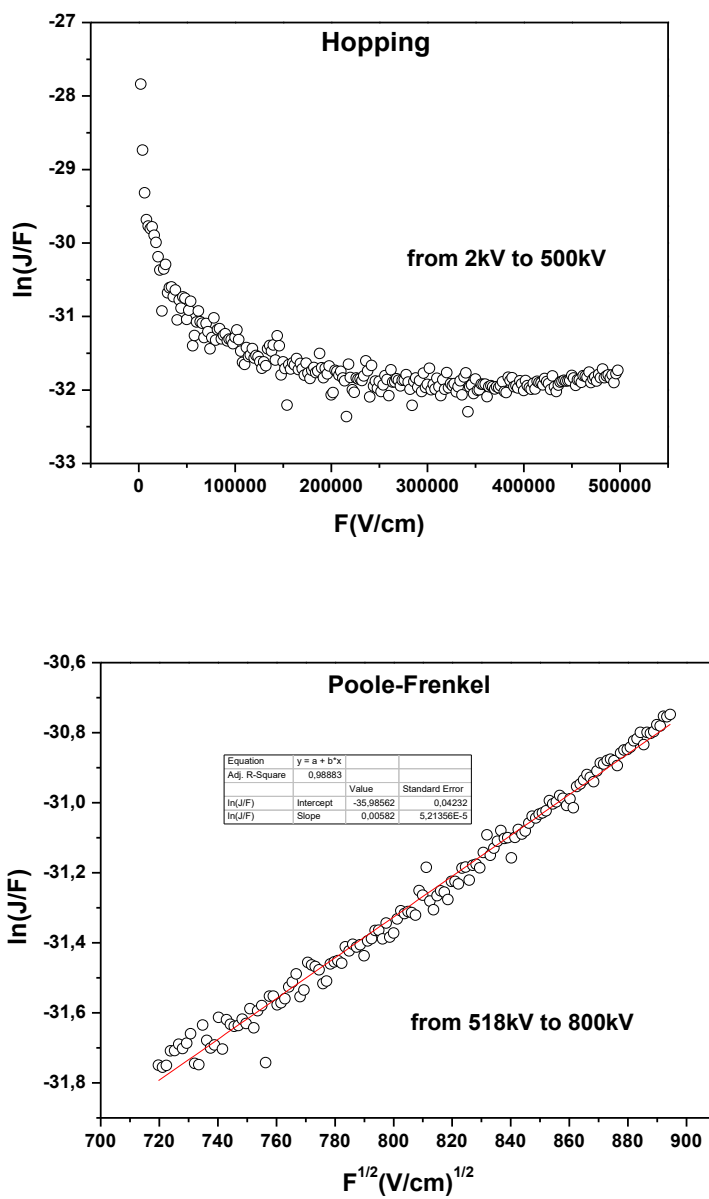 Hopping
-27
-28
-29
-30
-31
-32
-33
ln(J/F)
from 2kV to 500kV
0 100000 200000 300000 400000 500000
F(V/cm)
Poole-Frenkel
-30,6
-30,8
-31,0
-31,2
-31,4
-31,6
-31,8
ln(J/F)
Equation y = a + b*x
Adj. R-Square 0,98883
Value Standard Error
ln(J/F) Intercept -35,98562 0,04232
ln(J/F) Slope 0,00582 5,21356E-5
from 518kV to 800kV
700 720 740 760 780 800 820 840 860 880 900
F^1/2(V/cm)^1/2